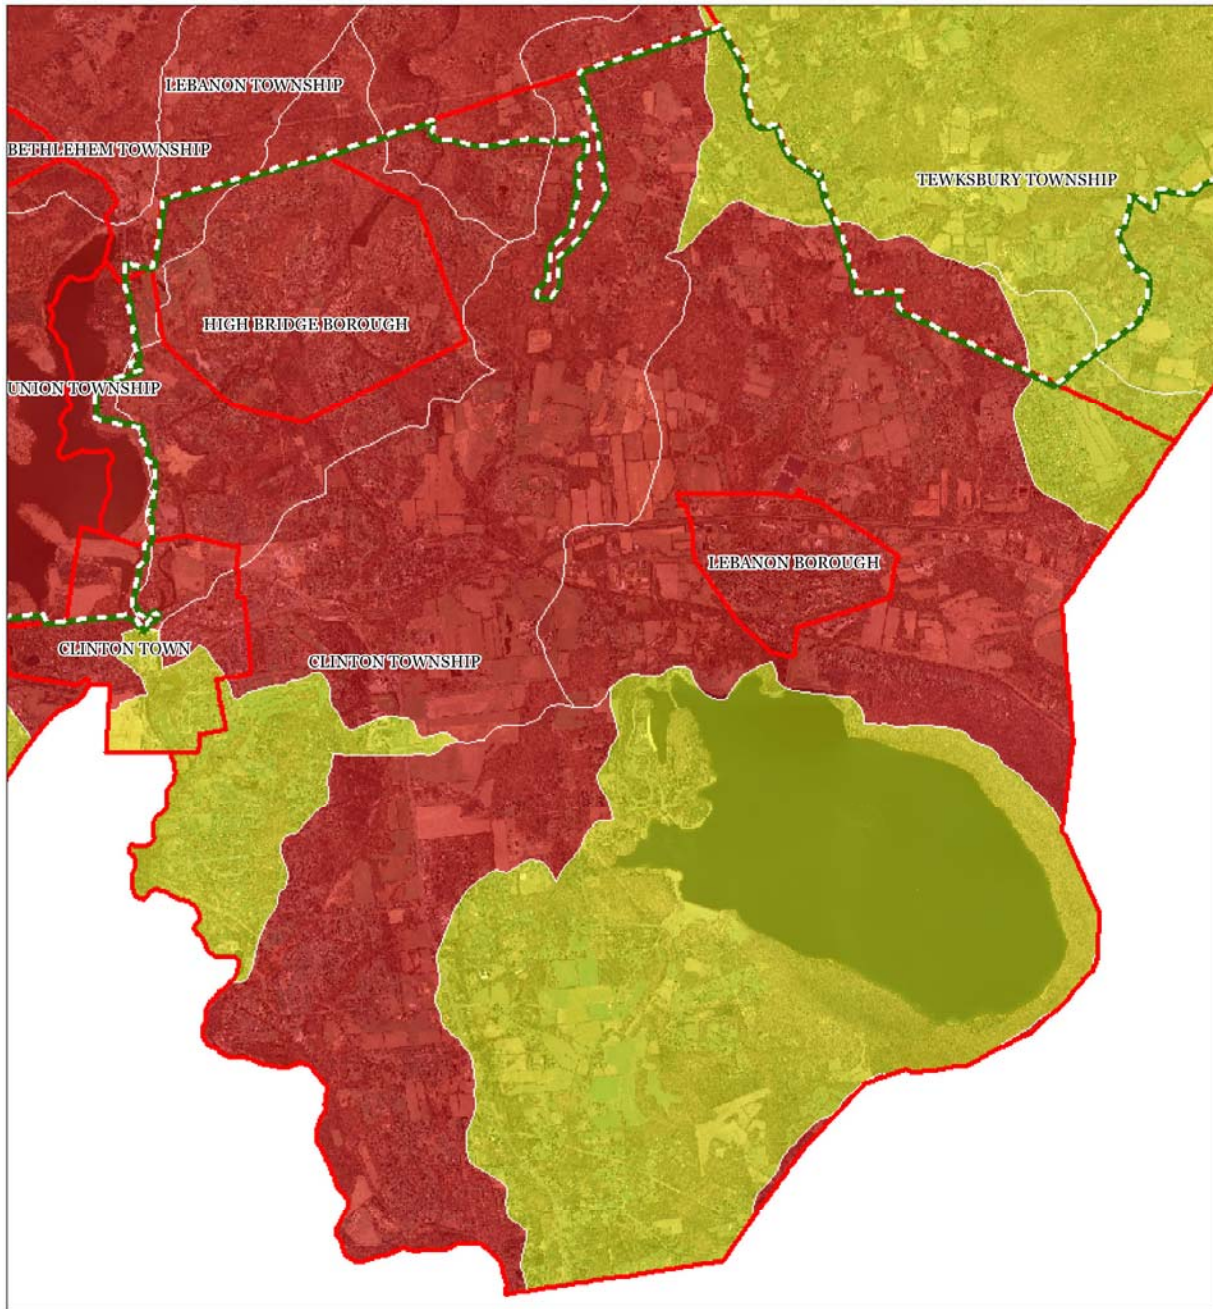 LEBANON TOWNSHIP
BETHLEHEM TOWNSHIP
TEWKSBURY TOWNSHIP
HIGH BRIDGE BOROUGH
UNION TOWNSHIP
LEBANON BOROUGH
CLINTON TOWN
CLINTON TOWNSHIP